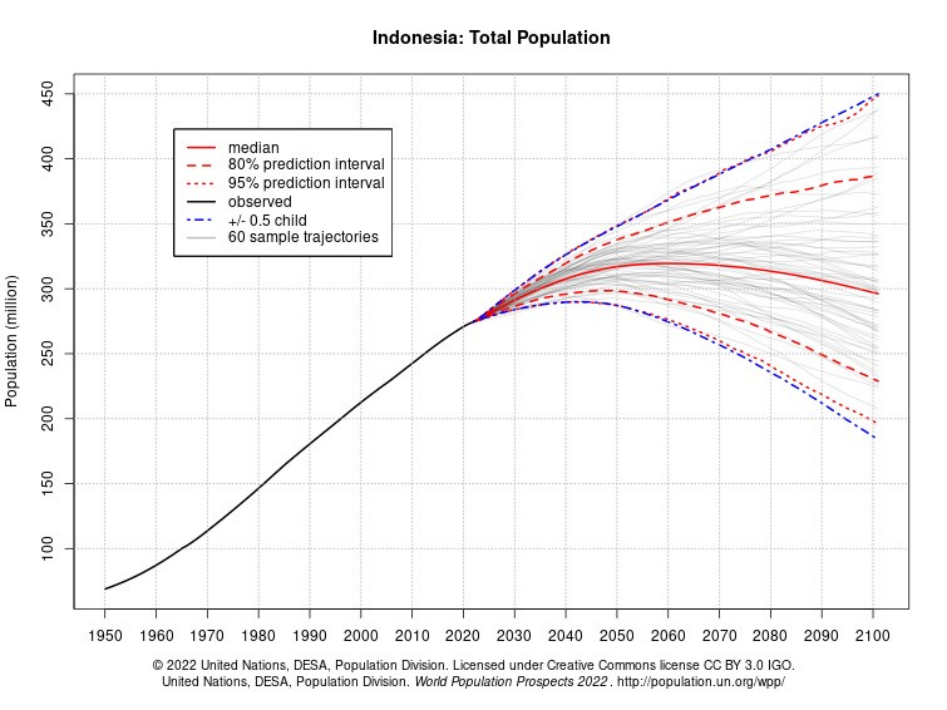 Indonesia: Total Population
Population (million)
450
400
350
300
250
200
150
100
median
80% prediction interval
95% prediction interval
observed
+/- 0.5 child
60 sample trajectories
1950 1960 1970 1980 1990 2000 2010 2020 2030 2040 2050 2060 2070 2080 2090 2100
© 2022 United Nations, DESA, Population Division. Licensed under Creative Commons license CC BY 3.0 IGO.
United Nations, DESA, Population Division. World Population Prospects 2022. http://population.un.org/wpp/